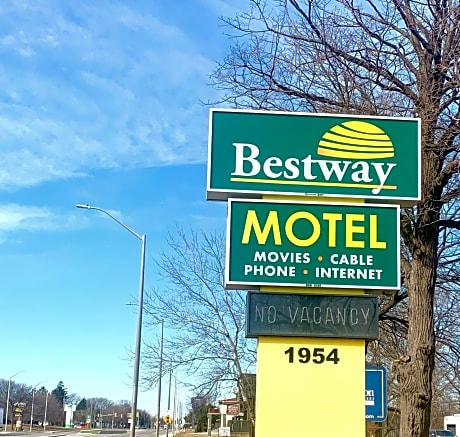 Bestway
MOTEL
MOVIES • CABLE
PHONE • INTERNET
NO VACANCY
1954